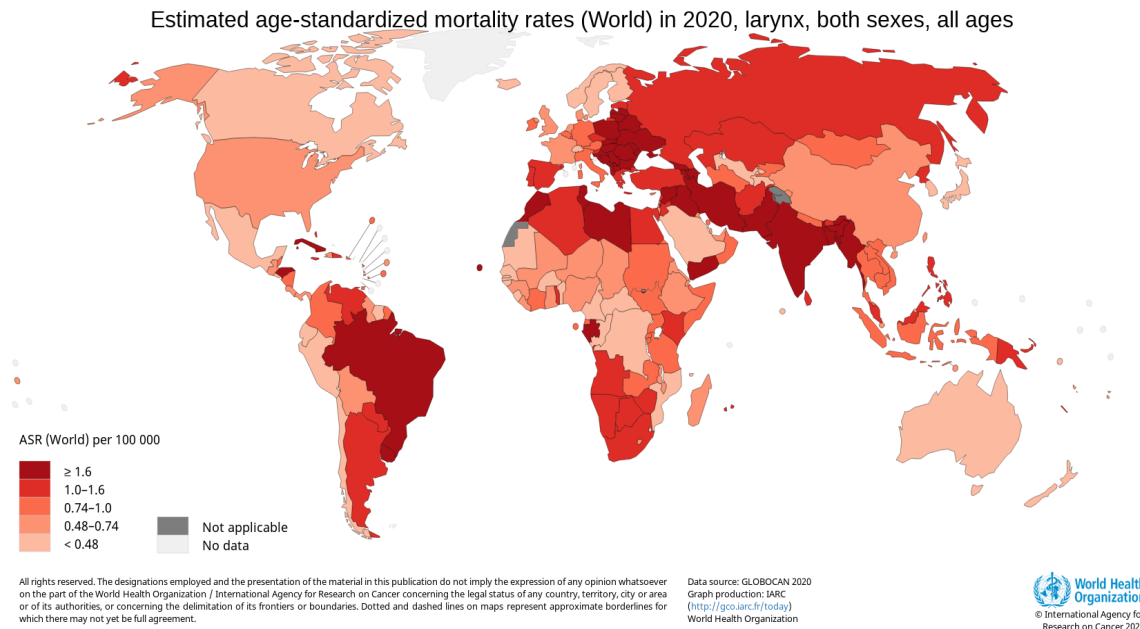 Estimated age-standardized mortality rates (World) in 2020, larynx, both sexes, all ages
ASR (World) per 100 000
≥ 1.6
1.0–1.6
0.74–1.0
0.48–0.74
< 0.48
Not applicable
No data
All rights reserved. The designations employed and the presentation of the material in this publication do not imply the expression of any opinion whatsoever
on the part of the World Health Organization / International Agency for Research on Cancer concerning the legal status of any country, territory, city or area
or of its authorities, or concerning the delimitation of its frontiers or boundaries. Dotted and dashed lines on maps represent approximate borderlines for
which there may not yet be full agreement.
Data source: GLOBOCAN 2020
Graph production: IARC
(http://gco.iarc.fr/today)
World Health Organization
World Health
Organization
© International Agency for
Research on Cancer 202